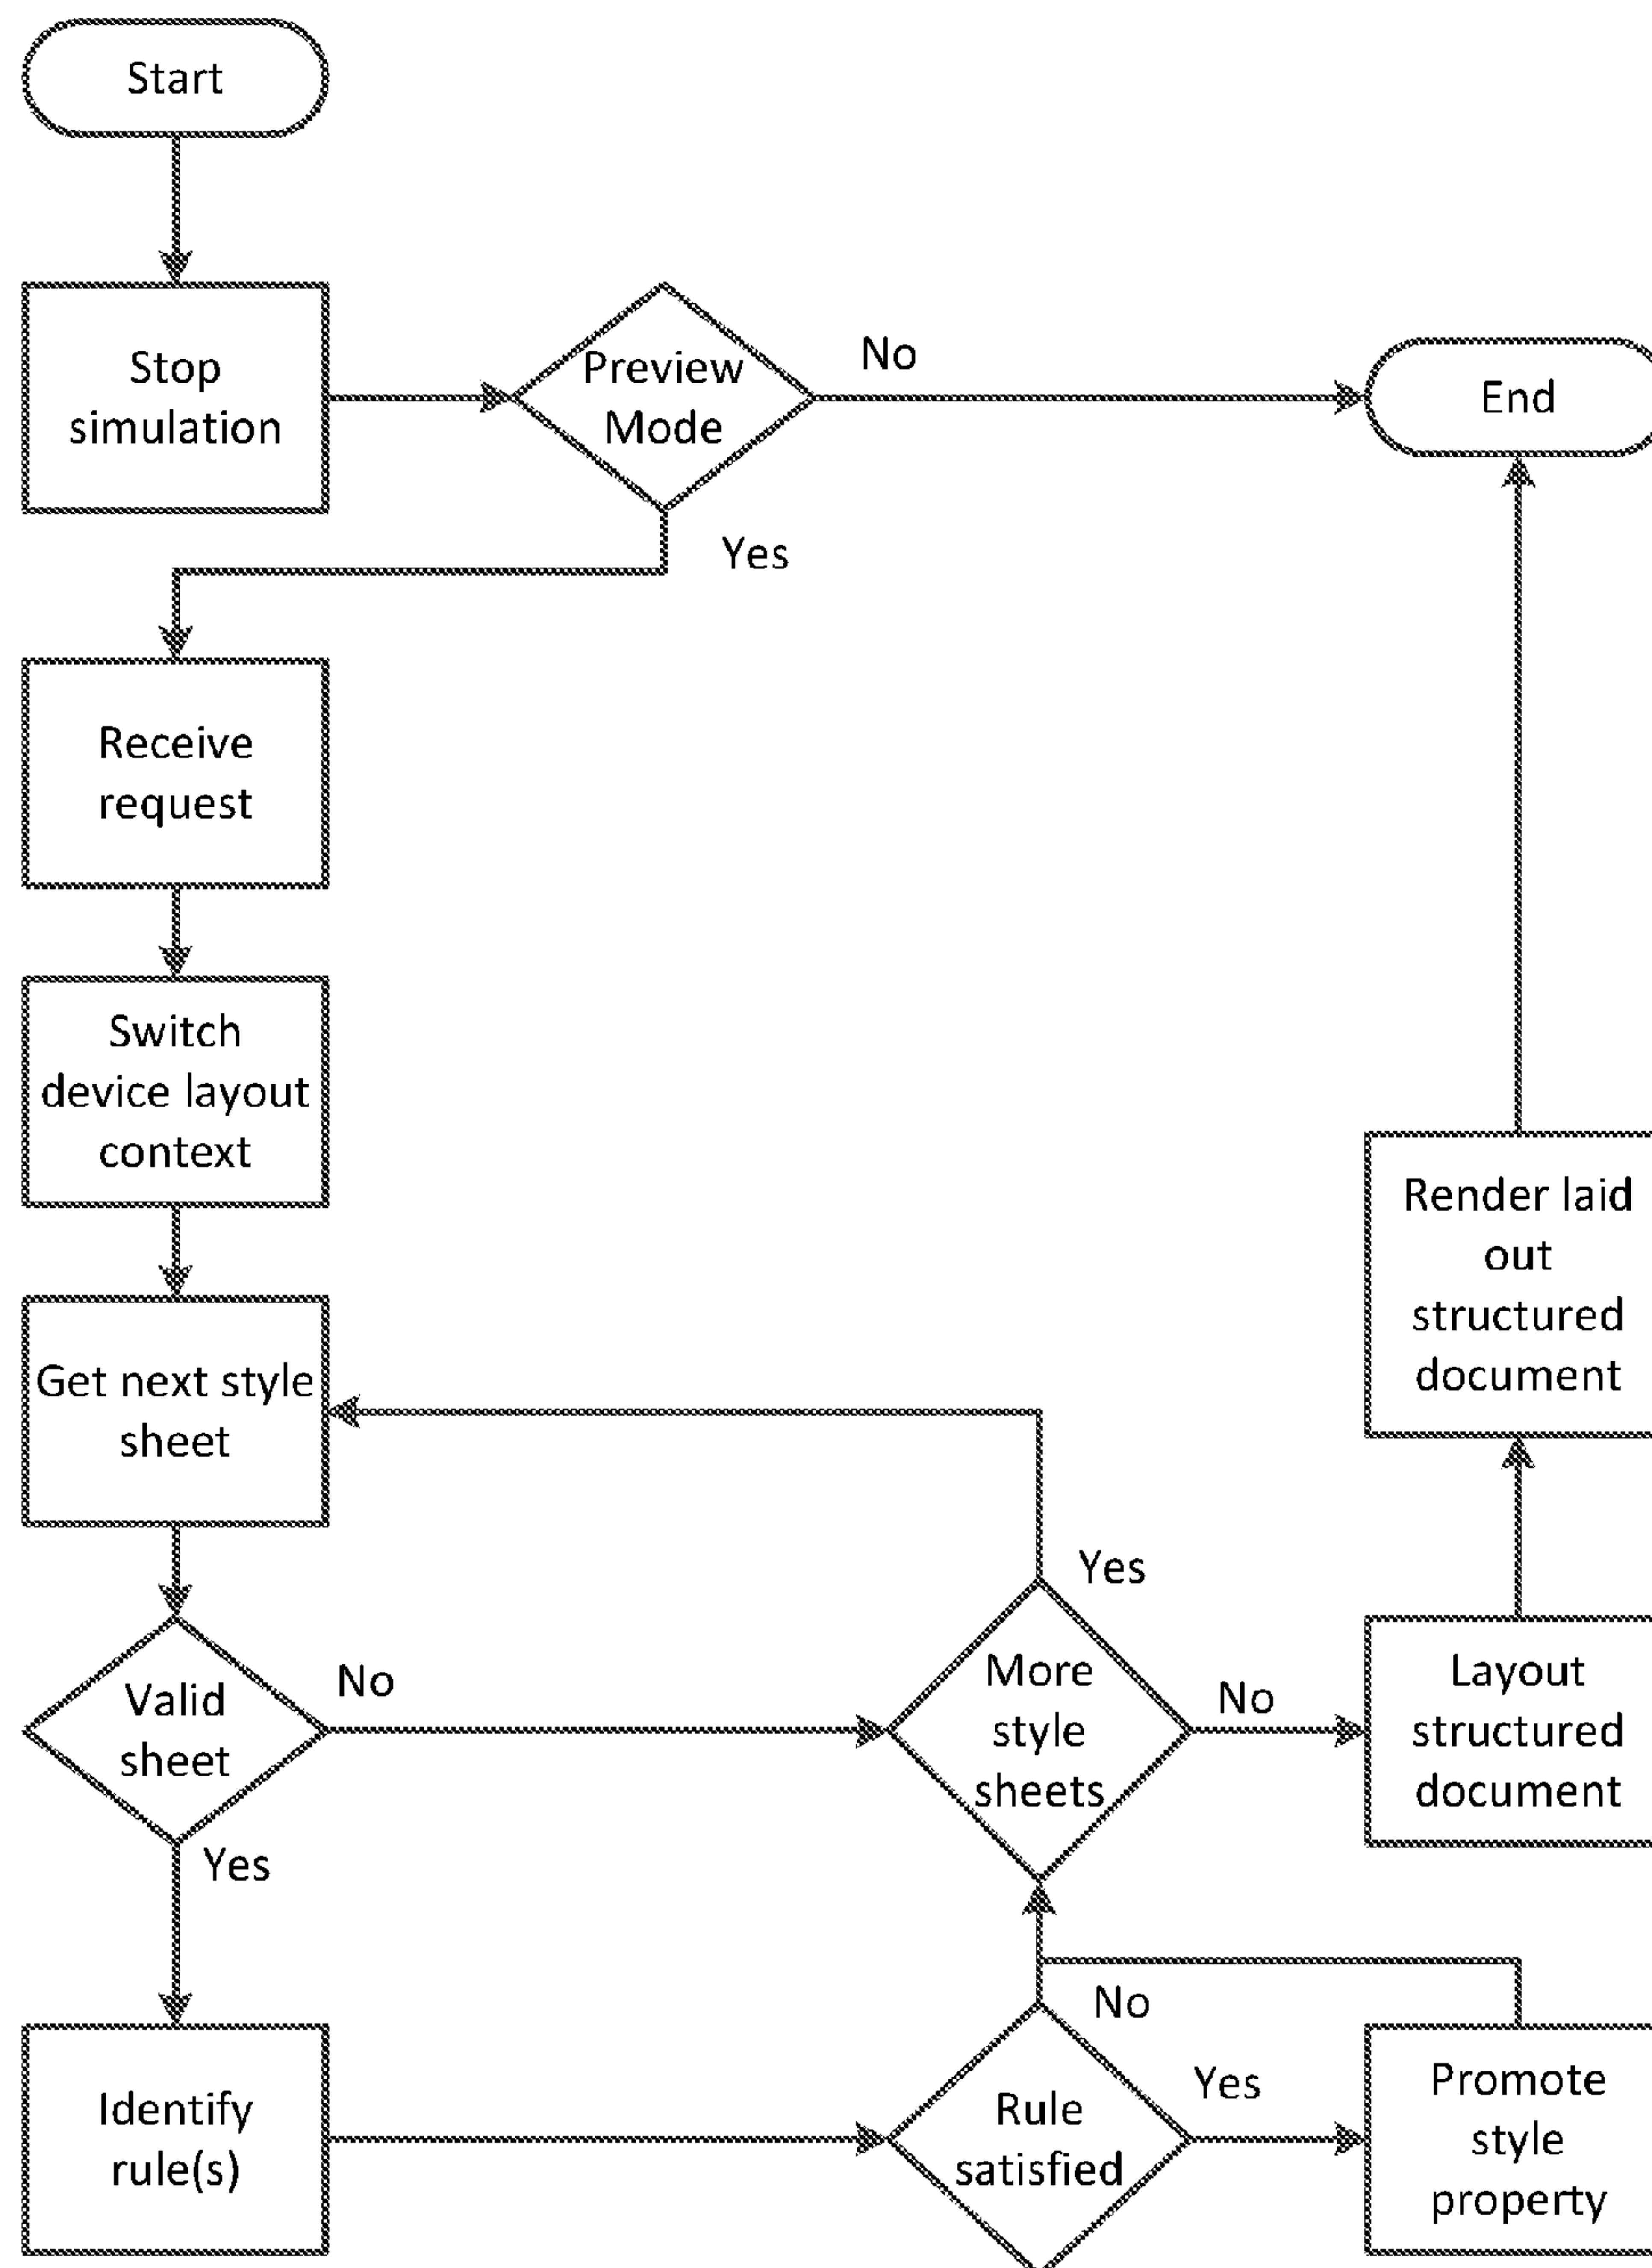 Start
Stop
simulation
Preview
Mode
No
End
Yes
Receive
request
Switch
device layout
context
Render laid
out
structured
document
Get next style
sheet
Yes
Valid
sheet
No
More
style
sheets
No
Layout
structured
document
Yes
No
Identify
rule(s)
Rule
satisfied
Yes
Promote
style
property